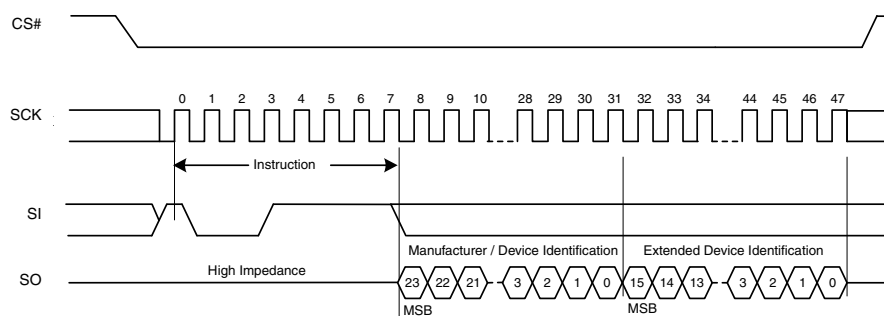 CS#
0 1 2 3 4 5 6 7 8 9 10 28 29 30 31 32 33 34 44 45 46 47
SCK
Instruction
SI
Manufacturer / Device Identification Extended Device Identification
High Impedance
SO 23 22 21 3 2 1 0 15 14 13 3 2 1 0
MSB MSB